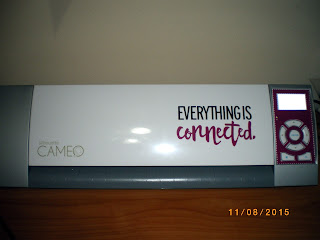 EVERYTHING IS
connected.
CAMEO
11/08/2015